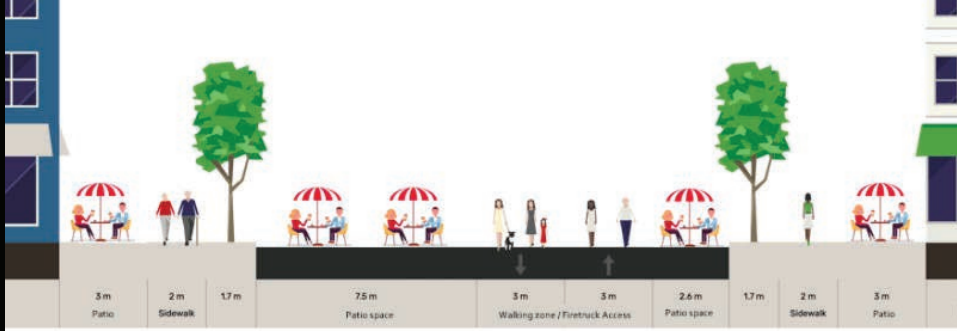 3 m 2 m 1.7 m 7.5 m 3 m 3 m 2.6 m 1.7 m 2 m 3 m
Patio Sidewalk Patio space Walking zone / Firetruck Access Patio space Sidewalk Patio